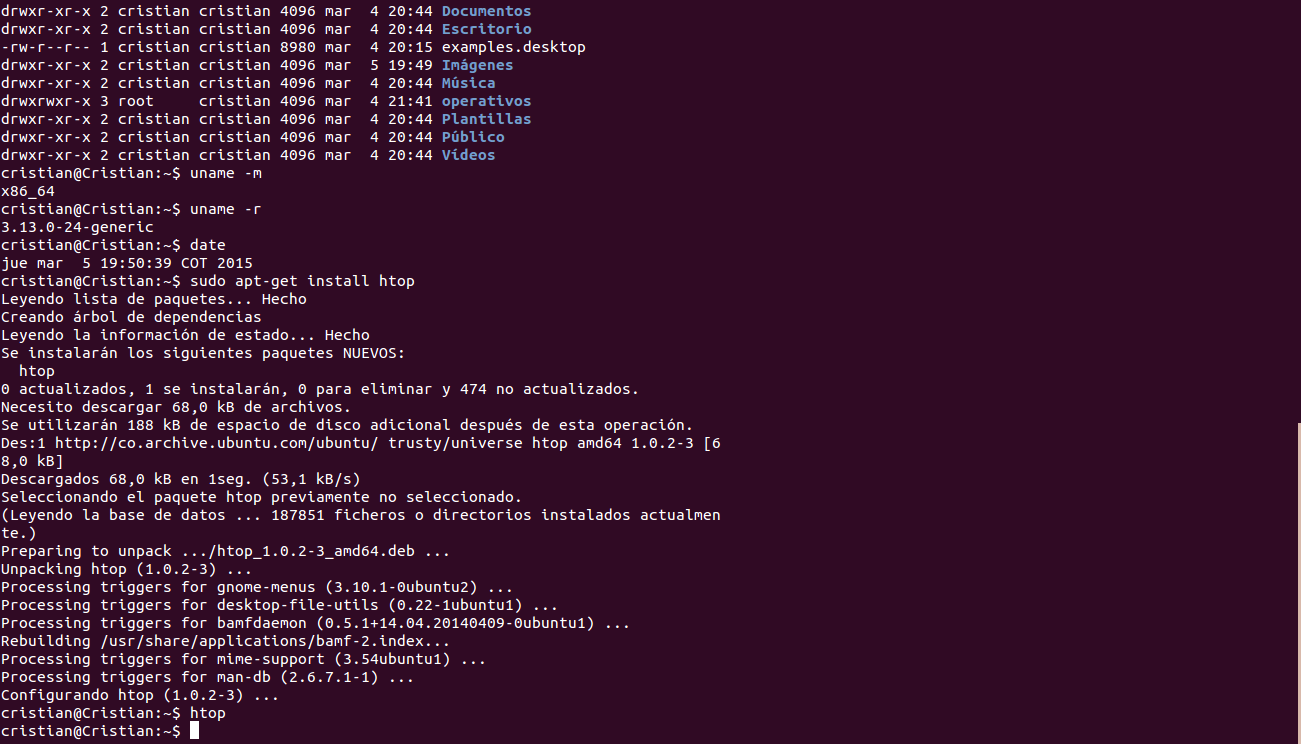 drwxr-xr-x 2 cristian cristian 4096 mar  4 20:44 Documentos
drwxr-xr-x 2 cristian cristian 4096 mar  4 20:44 Escritorio
-rw-r--r-- 1 cristian cristian 8980 mar  4 20:15 examples.desktop
drwxr-xr-x 2 cristian cristian 4096 mar  5 19:49 Imágenes
drwxr-xr-x 2 cristian cristian 4096 mar  4 20:44 Música
drwxrwxr-x 3 root     cristian 4096 mar  4 21:41 operativos
drwxr-xr-x 2 cristian cristian 4096 mar  4 20:44 Plantillas
drwxr-xr-x 2 cristian cristian 4096 mar  4 20:44 Público
drwxr-xr-x 2 cristian cristian 4096 mar  4 20:44 Vídeos
cristian@Cristian:~$ uname -m
x86_64
cristian@Cristian:~$ uname -r
3.13.0-24-generic
cristian@Cristian:~$ date
jue mar  5 19:50:39 COT 2015
cristian@Cristian:~$ sudo apt-get install htop
Leyendo lista de paquetes... Hecho
Creando árbol de dependencias
Leyendo la información de estado... Hecho
Se instalarán los siguientes paquetes NUEVOS:
  htop
0 actualizados, 1 se instalarán, 0 para eliminar y 474 no actualizados.
Necesito descargar 68,0 kB de archivos.
Se utilizarán 188 kB de espacio de disco adicional después de esta operación.
Des:1 http://co.archive.ubuntu.com/ubuntu/ trusty/universe htop amd64 1.0.2-3 [6
8,0 kB]
Descargados 68,0 kB en 1seg. (53,1 kB/s)
Seleccionando el paquete htop previamente no seleccionado.
(Leyendo la base de datos ... 187851 ficheros o directorios instalados actualmen
te.)
Preparing to unpack .../htop_1.0.2-3_amd64.deb ...
Unpacking htop (1.0.2-3) ...
Processing triggers for gnome-menus (3.10.1-0ubuntu2) ...
Processing triggers for desktop-file-utils (0.22-1ubuntu1) ...
Processing triggers for bamfdaemon (0.5.1+14.04.20140409-0ubuntu1) ...
Rebuilding /usr/share/applications/bamf-2.index...
Processing triggers for mime-support (3.54ubuntu1) ...
Processing triggers for man-db (2.6.7.1-1) ...
Configurando htop (1.0.2-3) ...
cristian@Cristian:~$ htop
cristian@Cristian:~$